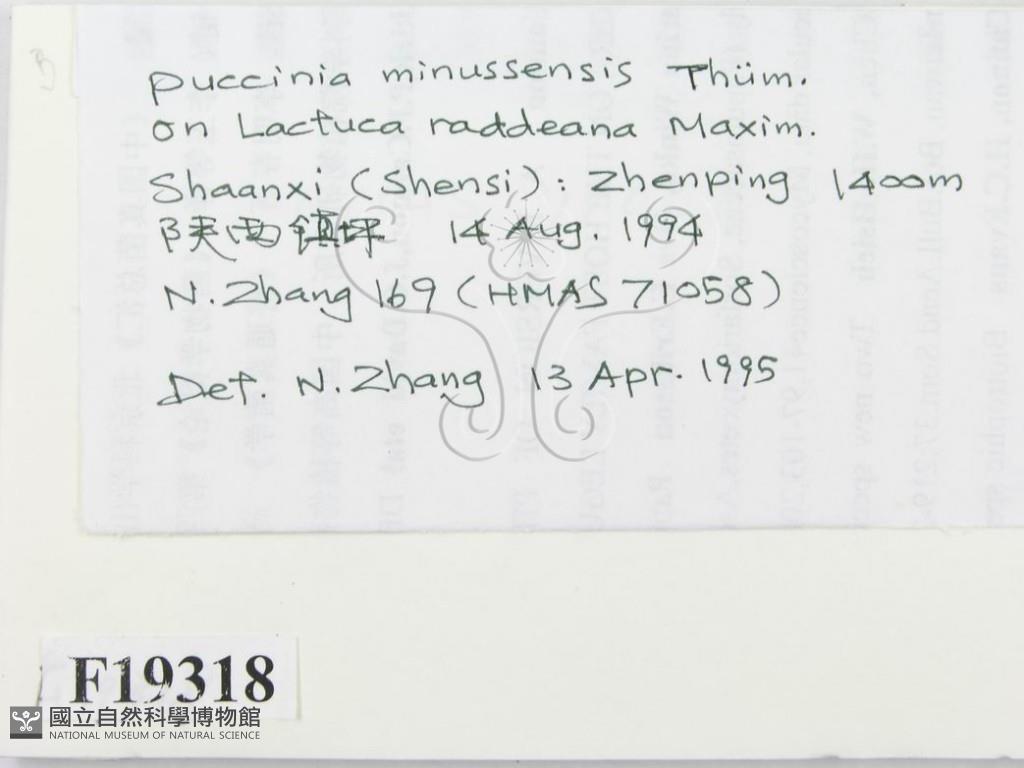 Puccinia minussensis Thüm.
on Lactuca raddeana Maxim.
Shaanxi (Shensi): Zhenping 1400m
陕西镇坪 14 Aug. 1994
N. Zhang 169 (HMAS 71058)
Det. N. Zhang 13 Apr. 1995
F19318
國立自然科學博物館
NATIONAL MUSEUM OF NATURAL SCIENCE